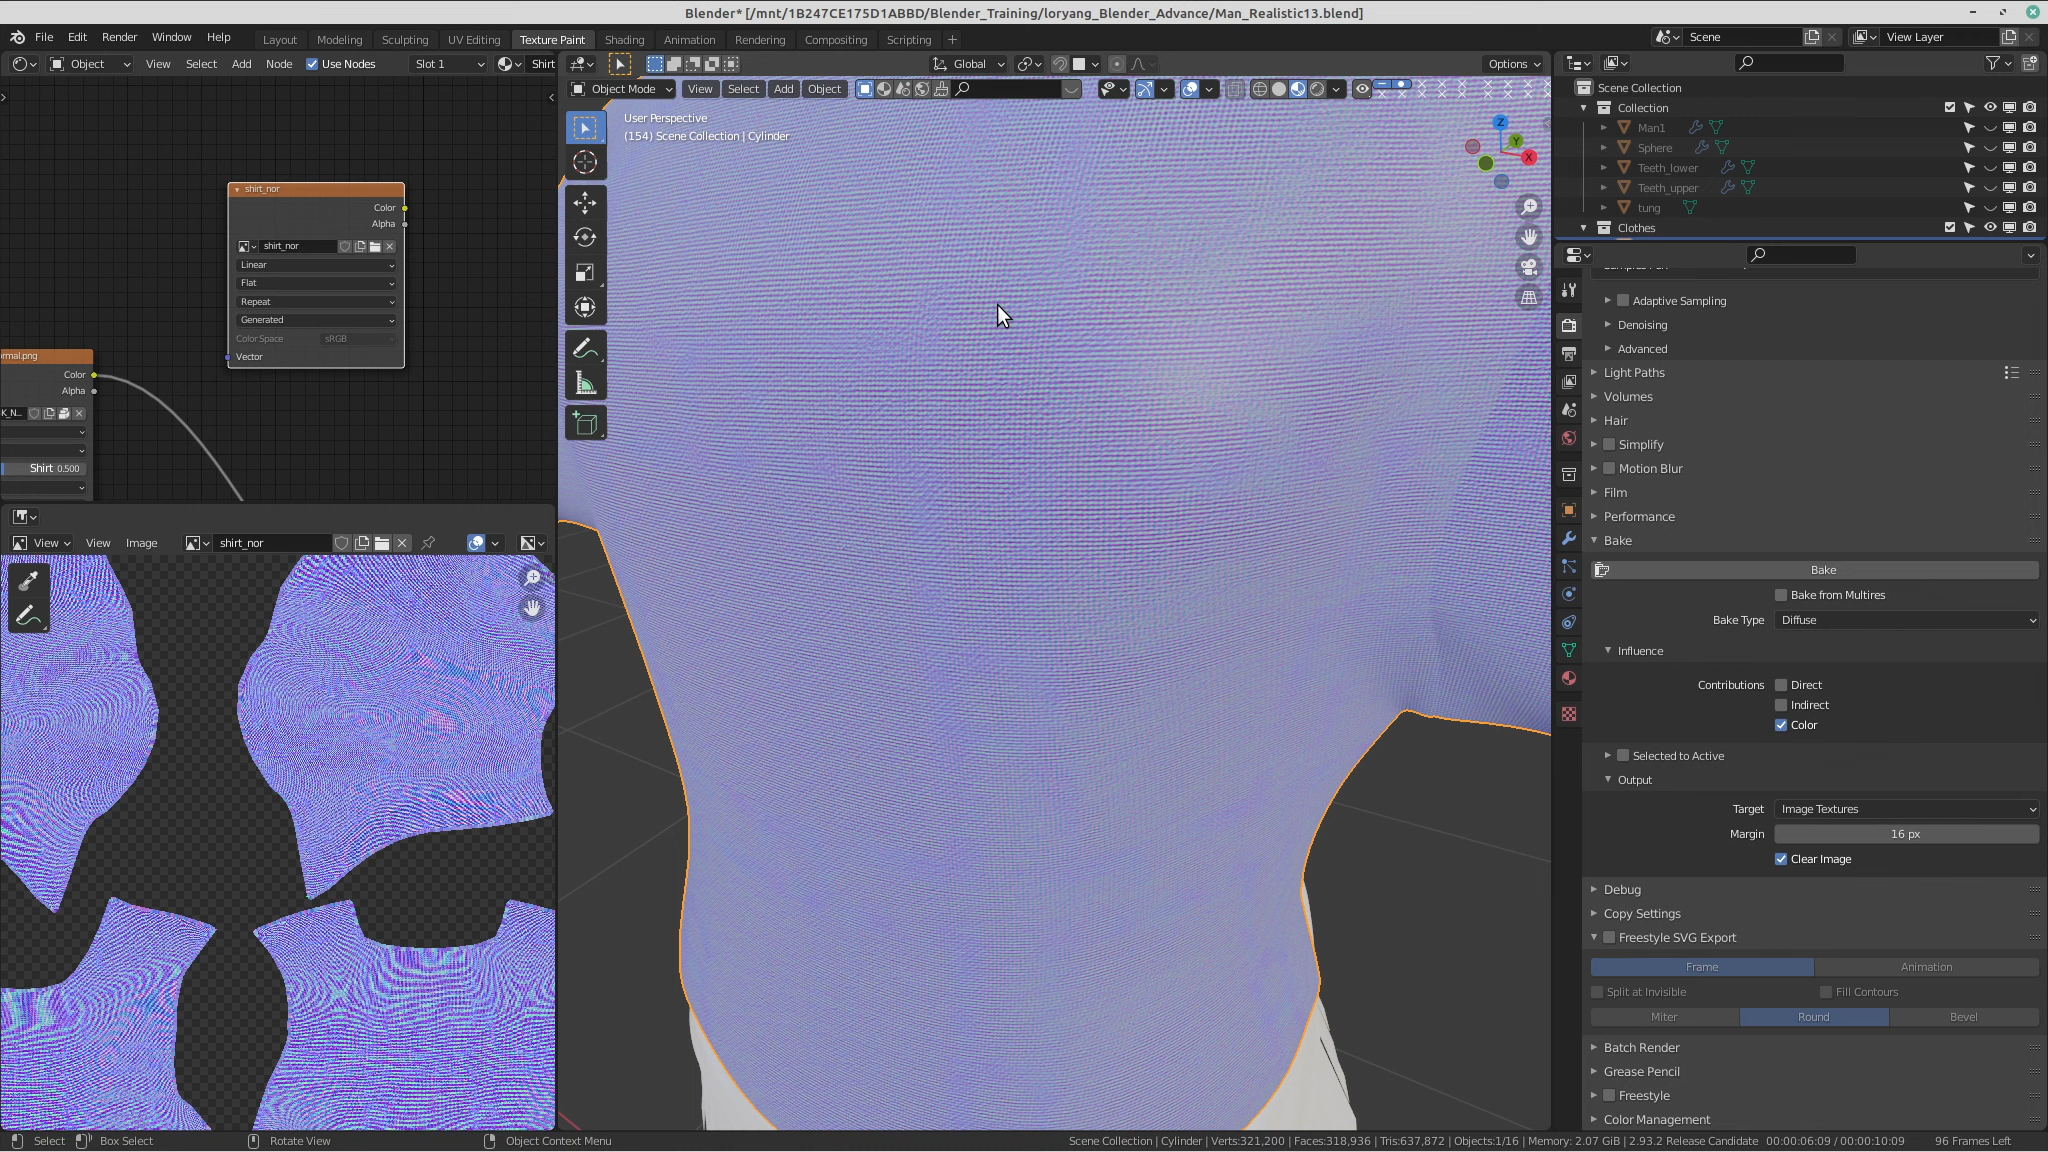 Blender* [/mnt/1B247CE175D1ABBD/Blender_Training/loryang_Blender_Advance/Man_Realistic13.blend]
File Edit Render Window Help Layout Modeling Sculpting UV Editing Texture Paint Shading Animation Rendering Compositing Scripting + Scene View Layer
Object View Select Add Node Use Nodes Slot 1 Shirt
Global Options
Object Mode View Select Add Object
User Perspective
(154) Scene Collection | Cylinder
Z
Y
X
shirt_nor
Color
Alpha
shirt_nor
Linear
Flat
Repeat
Generated
Color Space sRGB
Vector
rmal.png
Color
Alpha
K_N...
Shirt 0.500
View View Image shirt_nor
Scene Collection
Collection
Man1
Sphere
Teeth_lower
Teeth_upper
tung
Clothes
Adaptive Sampling
Denoising
Advanced
Light Paths
Volumes
Hair
Simplify
Motion Blur
Film
Performance
Bake
Bake
Bake from Multires
Bake Type Diffuse
Influence
Contributions Direct
Indirect
Color
Selected to Active
Output
Target Image Textures
Margin 16 px
Clear Image
Debug
Copy Settings
Freestyle SVG Export
Frame Animation
Split at Invisible Fill Contours
Miter Round Bevel
Batch Render
Grease Pencil
Freestyle
Color Management
Select Box Select Rotate View Object Context Menu Scene Collection | Cylinder | Verts:321,200 | Faces:318,936 | Tris:637,872 | Objects:1/16 | Memory: 2.07 GiB | 2.93.2 Release Candidate 00:00:06:09 / 00:00:10:09 96 Frames Left